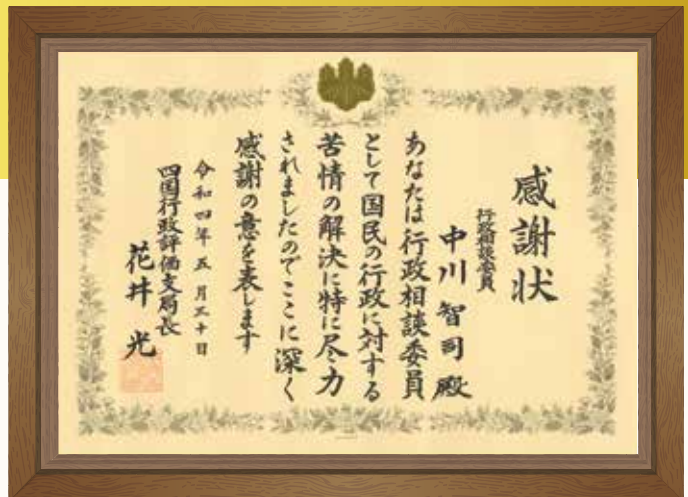 感謝状
行政相談委員
中川智司殿
あなたは行政相談委員
として国民の行政に対する
苦情の解決に特に尽力
されましたのでここに深く
感謝の意を表します
令和四年五月三十日
四国行政評価支局長
花井光